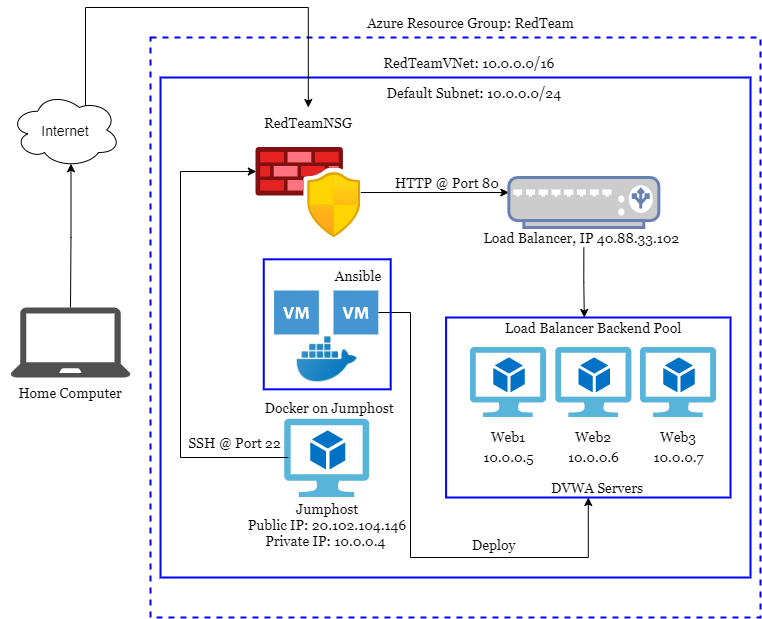 Azure Resource Group: RedTeam
RedTeamVNet: 10.0.0.0/16
Default Subnet: 10.0.0.0/24
RedTeamNSG
Internet
HTTP @ Port 80
Load Balancer, IP 40.88.33.102
Ansible
VM VM
Load Balancer Backend Pool
Home Computer
Docker on Jumphost
SSH @ Port 22
Web1 Web2 Web3
10.0.0.5 10.0.0.6 10.0.0.7
DVWA Servers
Jumphost
Public IP: 20.102.104.146
Private IP: 10.0.0.4
Deploy